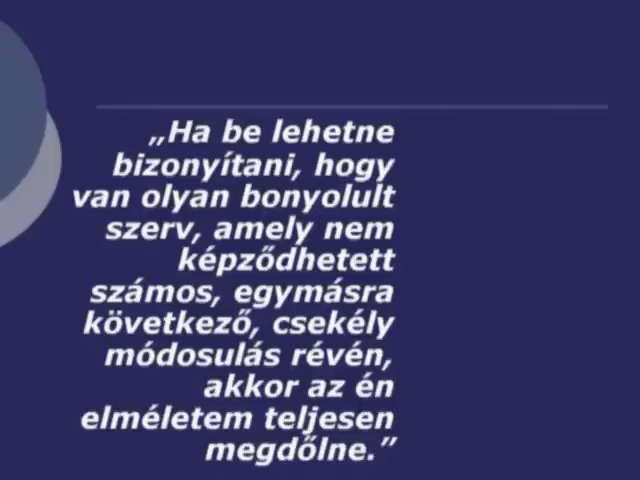 „Ha be lehetne
bizonyítani, hogy
van olyan bonyolult
szerv, amely nem
képződhetett
számos, egymásra
következő, csekély
módosulás révén,
akkor az én
elméletem teljesen
megdőlne.”